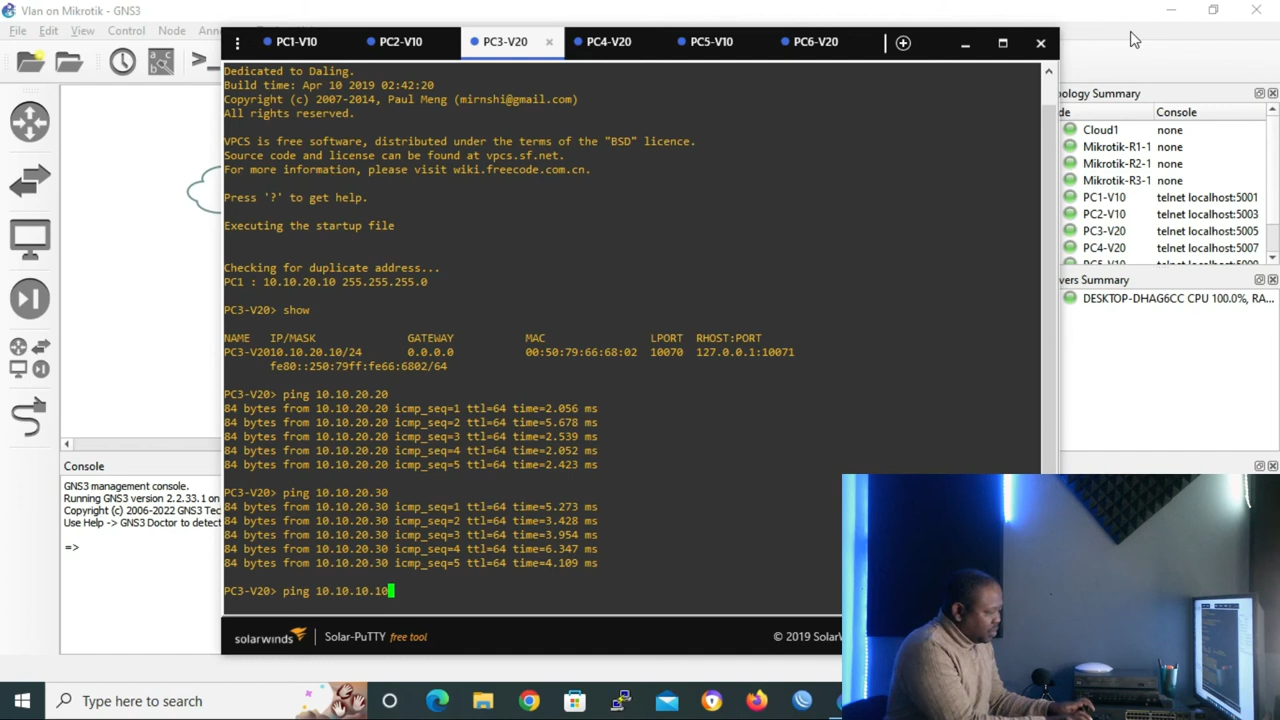 Vlan on Mikrotik - GNS3
File Edit View Control Node Ann
PC1-V10 PC2-V10 PC3-V20 PC4-V20 PC5-V10 PC6-V20
Dedicated to Daling.
Build time: Apr 10 2019 02:42:20
Copyright (c) 2007-2014, Paul Meng (mirnshi@gmail.com)
All rights reserved.
VPCS is free software, distributed under the terms of the "BSD" licence.
Source code and license can be found at vpcs.sf.net.
For more information, please visit wiki.freecode.com.cn.
Press '?' to get help.
Executing the startup file
Checking for duplicate address...
PC1 : 10.10.20.10 255.255.255.0
PC3-V20> show
NAME IP/MASK GATEWAY MAC LPORT RHOST:PORT
PC3-V2010.10.20.10/24 0.0.0.0 00:50:79:66:68:02 10070 127.0.0.1:10071
fe80::250:79ff:fe66:6802/64
PC3-V20> ping 10.10.20.20
84 bytes from 10.10.20.20 icmp_seq=1 ttl=64 time=2.056 ms
84 bytes from 10.10.20.20 icmp_seq=2 ttl=64 time=5.678 ms
84 bytes from 10.10.20.20 icmp_seq=3 ttl=64 time=2.539 ms
84 bytes from 10.10.20.20 icmp_seq=4 ttl=64 time=2.052 ms
84 bytes from 10.10.20.20 icmp_seq=5 ttl=64 time=2.423 ms
PC3-V20> ping 10.10.20.30
84 bytes from 10.10.20.30 icmp_seq=1 ttl=64 time=5.273 ms
84 bytes from 10.10.20.30 icmp_seq=2 ttl=64 time=3.428 ms
84 bytes from 10.10.20.30 icmp_seq=3 ttl=64 time=3.954 ms
84 bytes from 10.10.20.30 icmp_seq=4 ttl=64 time=6.347 ms
84 bytes from 10.10.20.30 icmp_seq=5 ttl=64 time=4.109 ms
PC3-V20> ping 10.10.10.10
solarwinds Solar-PuTTY free tool © 2019 SolarW
pology Summary
de Console
Cloud1 none
Mikrotik-R1-1 none
Mikrotik-R2-1 none
Mikrotik-R3-1 none
PC1-V10 telnet localhost:5001
PC2-V10 telnet localhost:5003
PC3-V20 telnet localhost:5005
PC4-V20 telnet localhost:5007
PC5-V10 telnet localhost:5009
vers Summary
DESKTOP-DHAG6CC CPU 100.0%, RA...
Console
GNS3 management console.
Running GNS3 version 2.2.33.1 on
Copyright (c) 2006-2022 GNS3 Tec
Use Help -> GNS3 Doctor to detect
=>
Type here to search